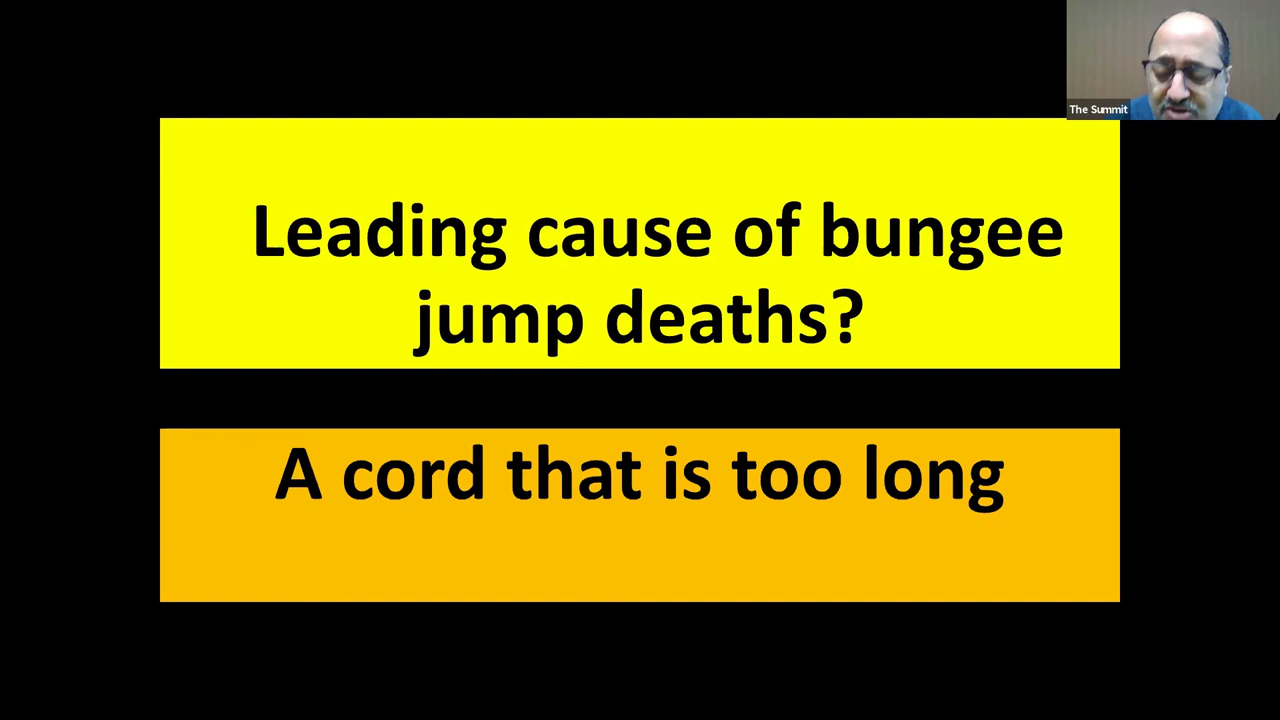 The Summit
Leading cause of bungee
jump deaths?
A cord that is too long